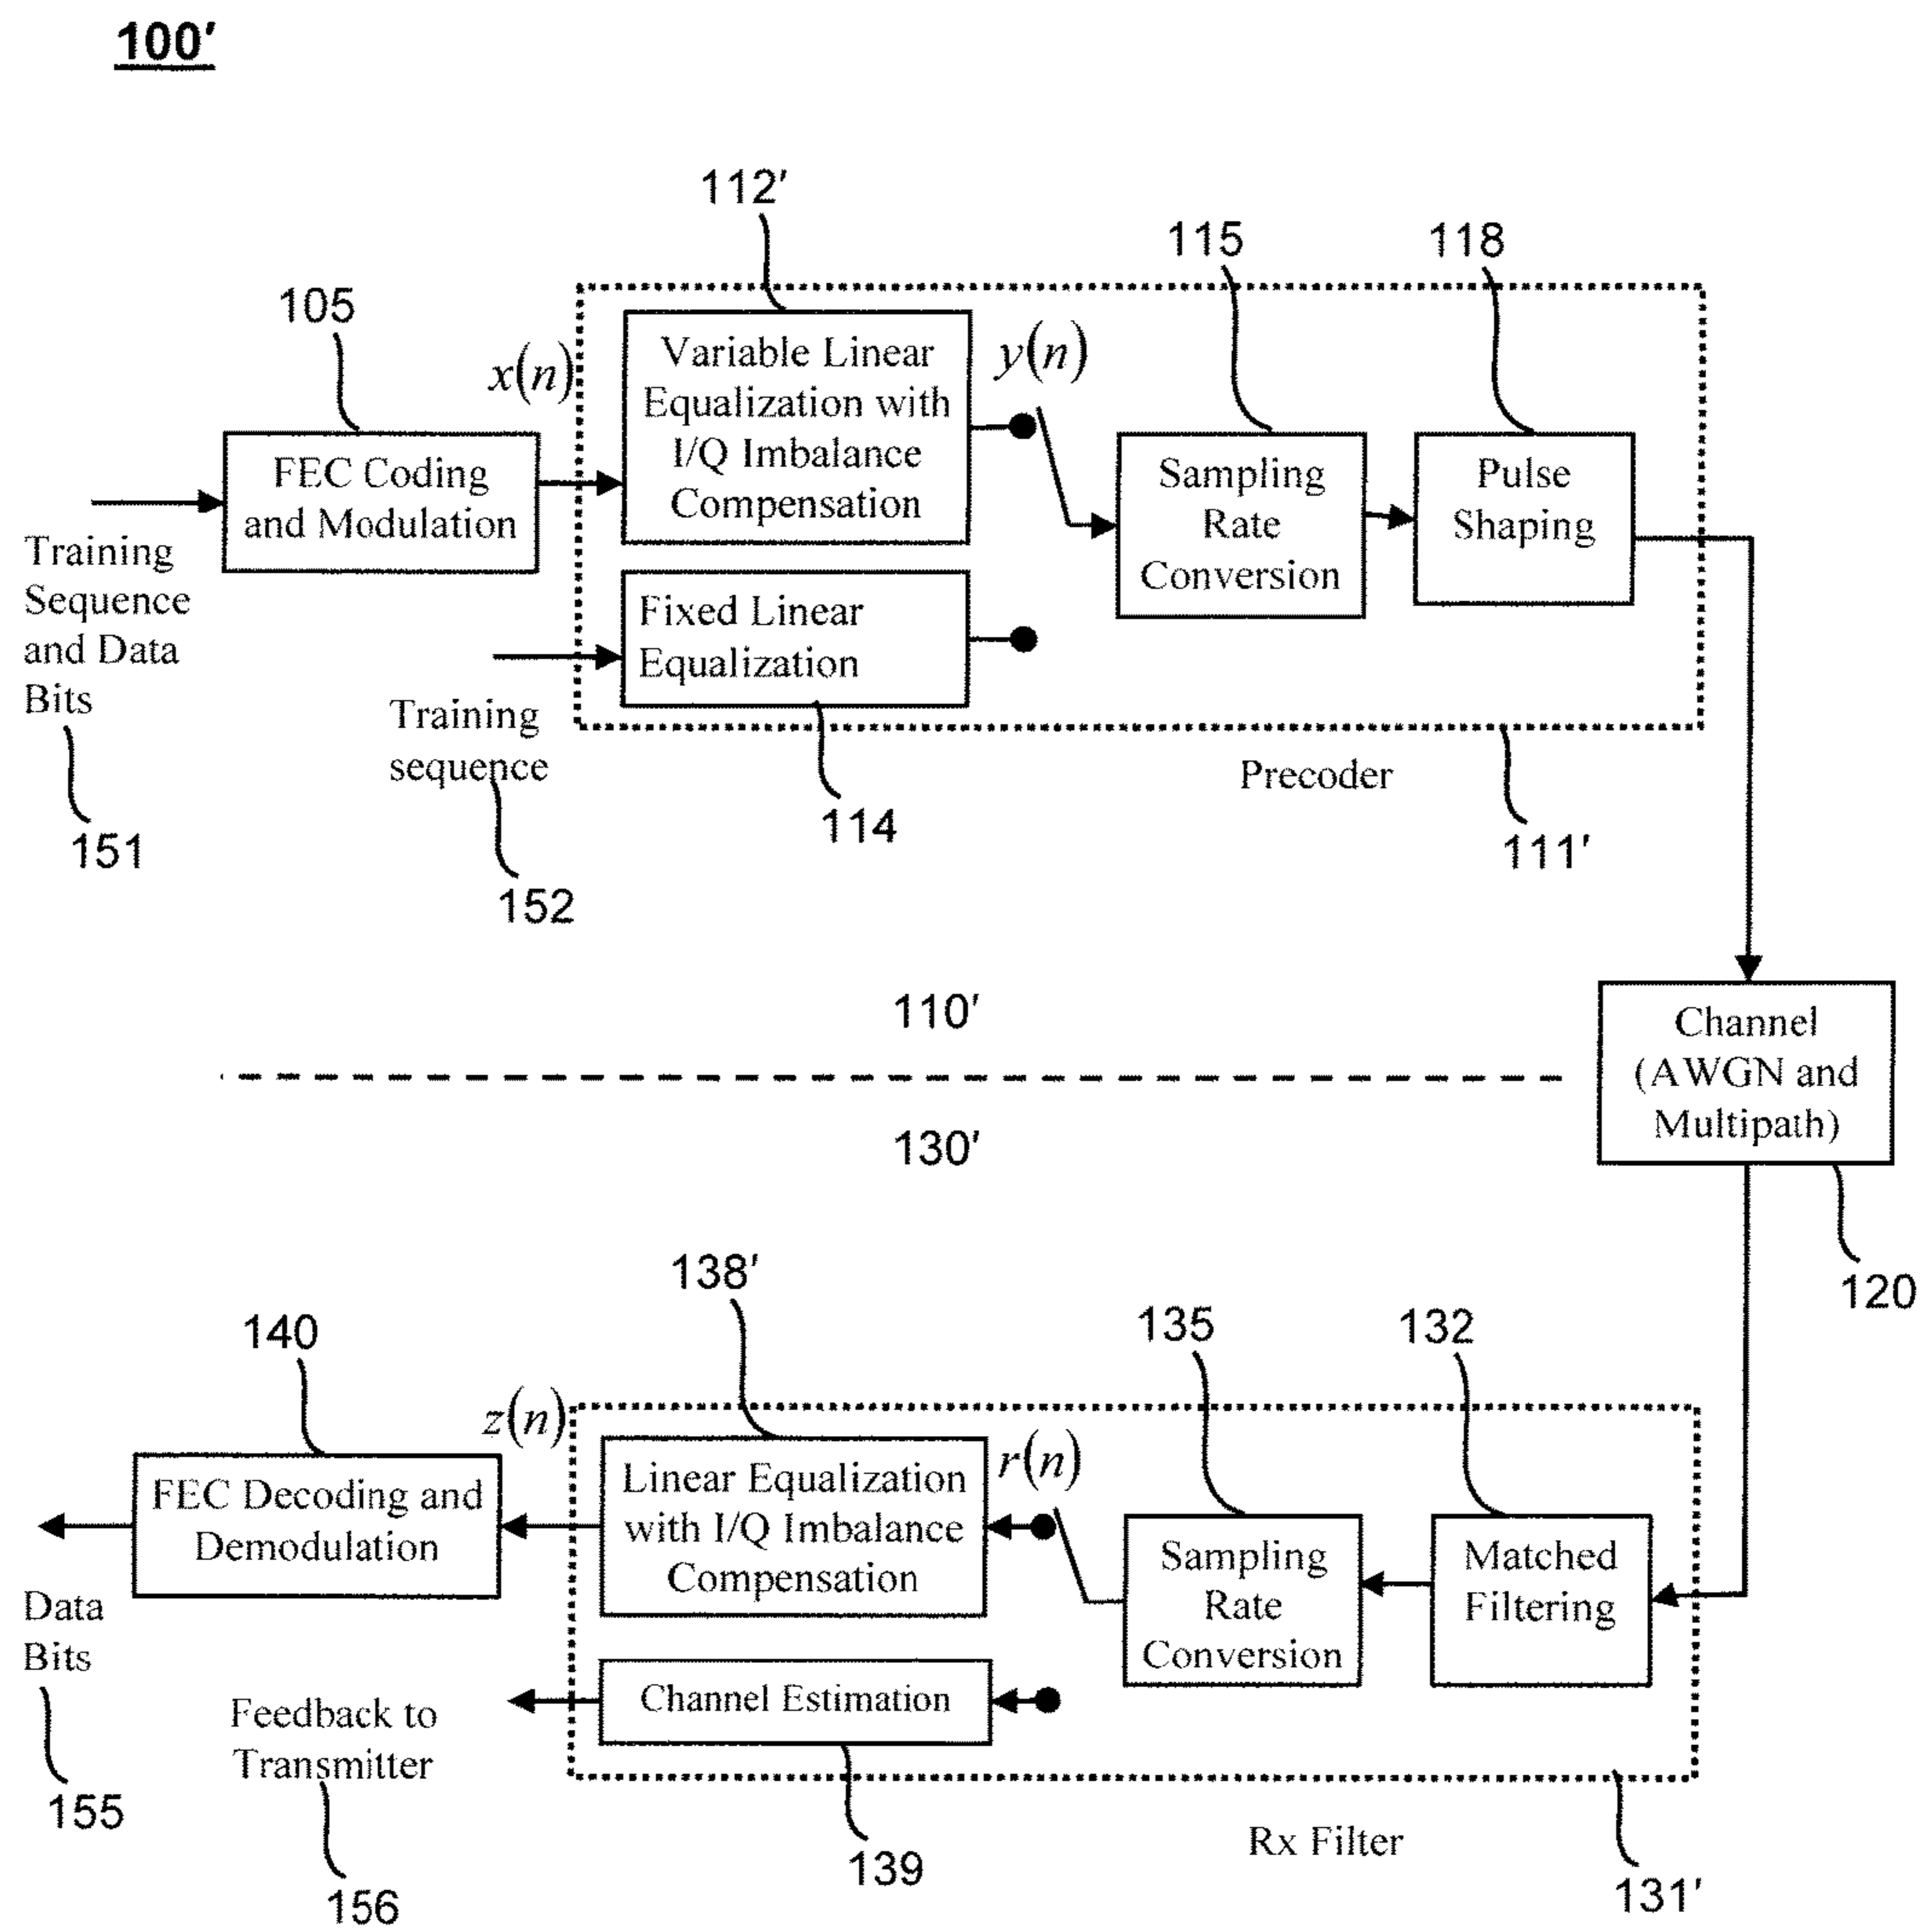 100′
112′
115
118
105
x(n)
Variable Linear
Equalization with
I/Q Imbalance
Compensation
y(n)
FEC Coding
and Modulation
Sampling
Rate
Conversion
Pulse
Shaping
Training
Sequence
and Data
Bits
151
Fixed Linear
Equalization
Training
sequence
152
114
Precoder
111′
110′
130′
Channel
(AWGN and
Multipath)
120
138′
135
132
140
z(n)
Linear Equalization
with I/Q Imbalance
Compensation
r(n)
FEC Decoding and
Demodulation
Sampling
Rate
Conversion
Matched
Filtering
Data
Bits
155
Feedback to
Transmitter
156
Channel Estimation
139
Rx Filter
131′